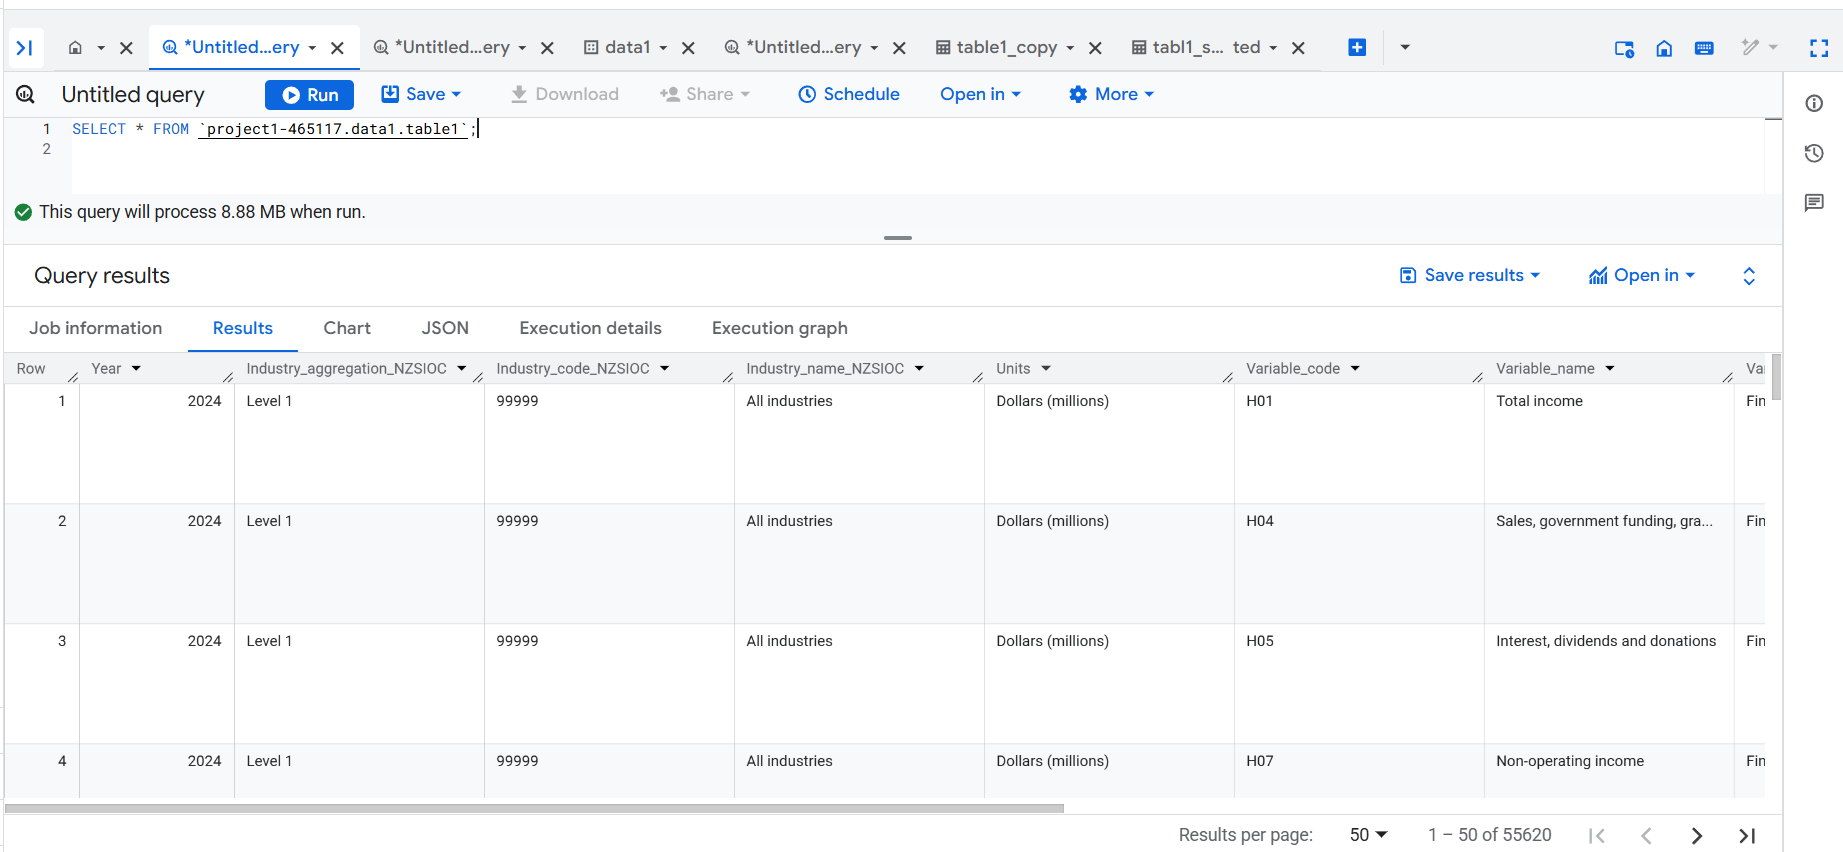 *Untitled...ery *Untitled...ery data1 *Untitled...ery table1_copy tabl1_s... ted
Untitled query Run Save Download Share Schedule Open in More
1 SELECT * FROM `project1-465117.data1.table1`;
2
This query will process 8.88 MB when run.
Query results Save results Open in
Job information Results Chart JSON Execution details Execution graph
Row Year Industry_aggregation_NZSIOC Industry_code_NZSIOC Industry_name_NZSIOC Units Variable_code Variable_name Va
1 2024 Level 1 99999 All industries Dollars (millions) H01 Total income Fin
2 2024 Level 1 99999 All industries Dollars (millions) H04 Sales, government funding, gra... Fin
3 2024 Level 1 99999 All industries Dollars (millions) H05 Interest, dividends and donations Fin
4 2024 Level 1 99999 All industries Dollars (millions) H07 Non-operating income Fin
Results per page: 50 1 – 50 of 55620